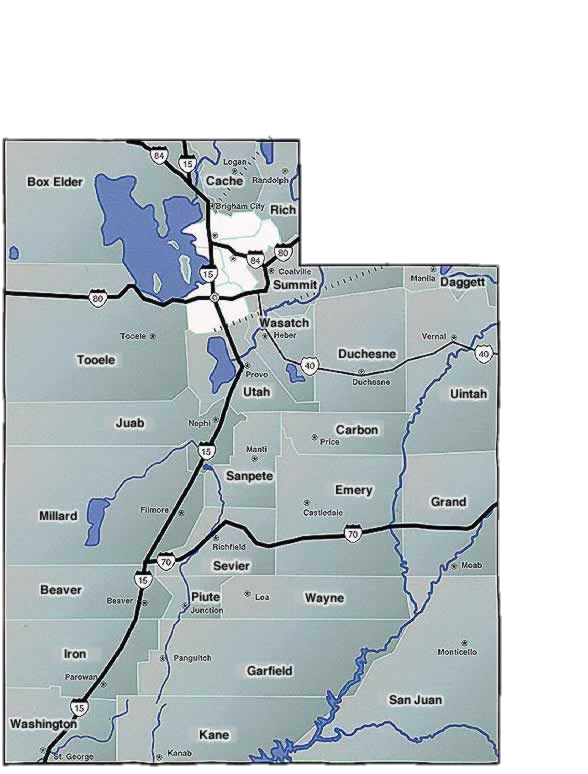 84
15
Logan
Cache
Randolph
Box Elder
Brigham City
Rich
84
80
15
Coalville
Summit
Manila
Daggett
80
Wasatch
Heber
Tooele
Vernal
Tooele
Duchesne
40
40
Provo
Duchesne
Utah
Uintah
Juab
Nephi
Carbon
Price
15
Manti
Sanpete
Emery
Millard
Filmore
Castledale
Grand
70
Richfield
70
Sevier
Moab
15
Beaver
Beaver
Piute
Loa
Wayne
Junction
Iron
Panguitch
Monticello
Parowan
Garfield
San Juan
15
Washington
Kane
St. George
Kanab